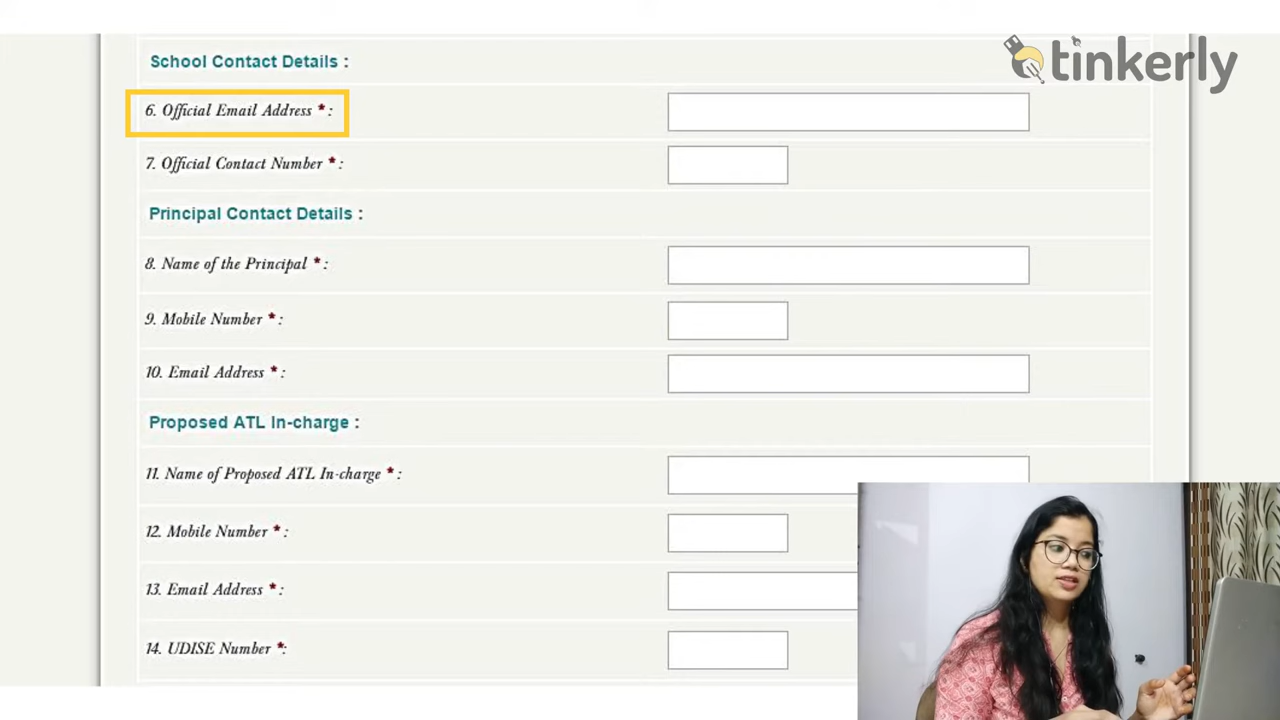 tinkerly
School Contact Details :
6. Official Email Address * :
7. Official Contact Number * :
Principal Contact Details :
8. Name of the Principal * :
9. Mobile Number * :
10. Email Address * :
Proposed ATL In-charge :
11. Name of Proposed ATL In-charge * :
12. Mobile Number * :
13. Email Address * :
14. UDISE Number *: